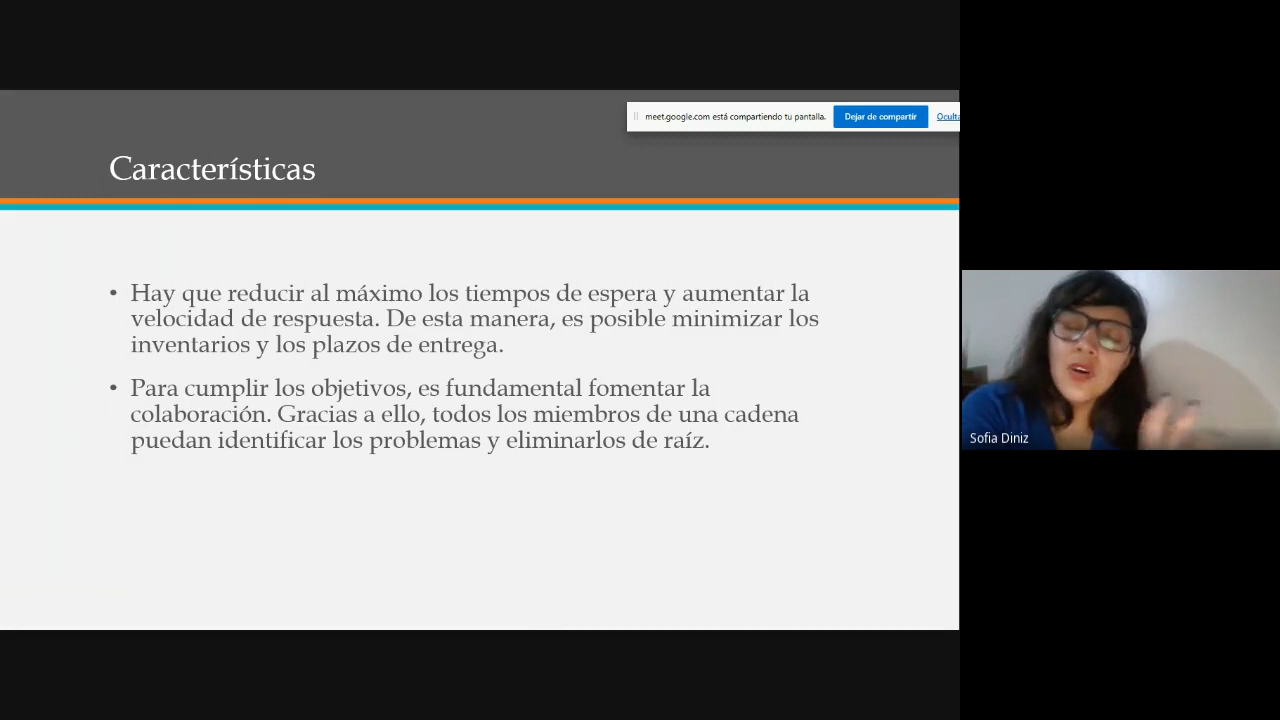 meet.google.com está compartiendo tu pantalla.
Dejar de compartir
Oculta
Características
• Hay que reducir al máximo los tiempos de espera y aumentar la
velocidad de respuesta. De esta manera, es posible minimizar los
inventarios y los plazos de entrega.
• Para cumplir los objetivos, es fundamental fomentar la
colaboración. Gracias a ello, todos los miembros de una cadena
puedan identificar los problemas y eliminarlos de raíz.
Sofia Diniz